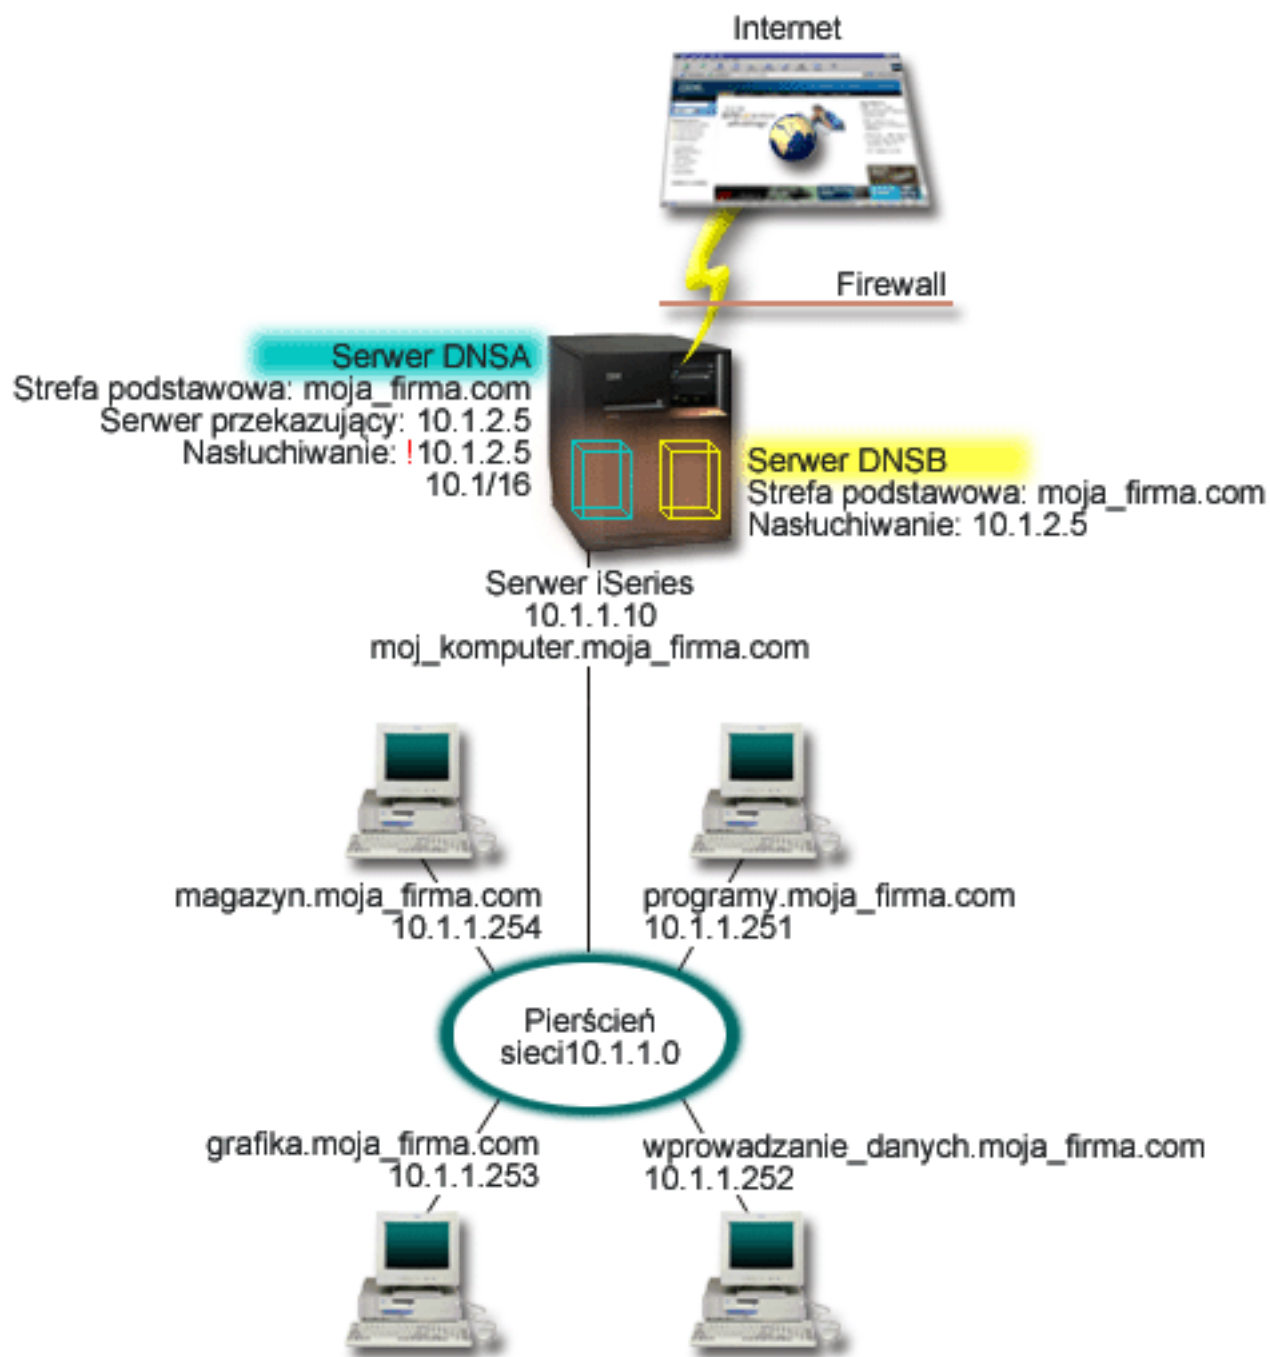 Internet
Firewall
Serwer DNSA
Strefa podstawowa: moja_firma.com
Serwer przekazujący: 10.1.2.5
Nasłuchiwanie: !10.1.2.5
10.1/16
Serwer DNSB
Strefa podstawowa: moja_firma.com
Nasłuchiwanie: 10.1.2.5
Serwer iSeries
10.1.1.10
moj_komputer.moja_firma.com
magazyn.moja_firma.com
10.1.1.254
programy.moja_firma.com
10.1.1.251
Pierścień
sieci10.1.1.0
grafika.moja_firma.com
10.1.1.253
wprowadzanie_danych.moja_firma.com
10.1.1.252